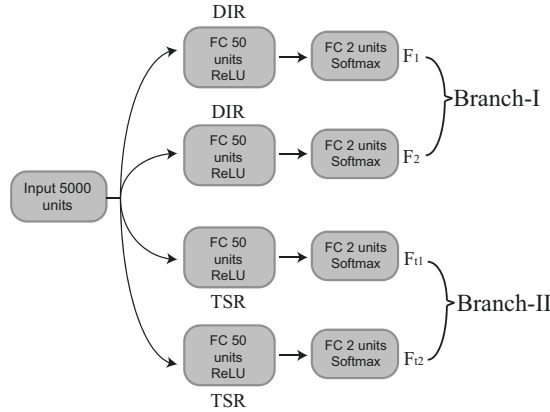 DIR
FC 50
units
ReLU
FC 2 units
Softmax
F1
DIR
FC 50
units
ReLU
FC 2 units
Softmax
F2
Branch-I
Input 5000
units
FC 50
units
ReLU
TSR
FC 2 units
Softmax
Ft1
FC 50
units
ReLU
TSR
FC 2 units
Softmax
Ft2
Branch-II